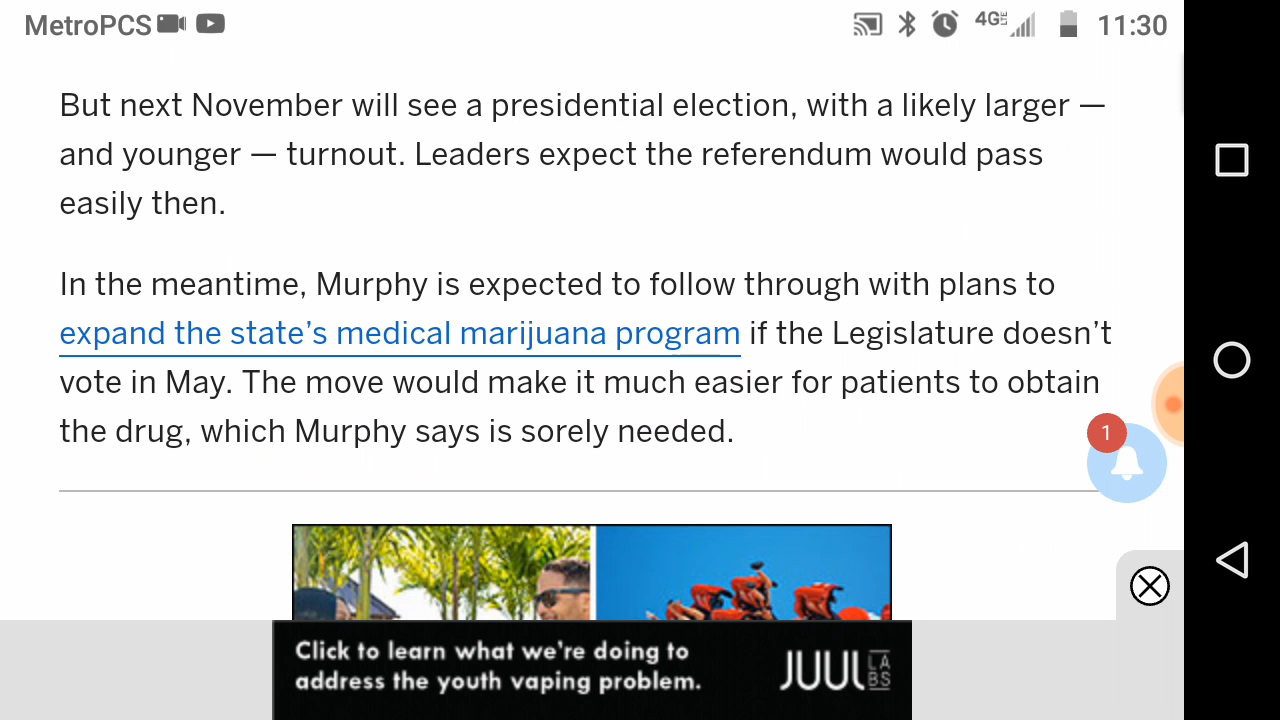 MetroPCS
4G LTE
11:30
But next November will see a presidential election, with a likely larger —
and younger — turnout. Leaders expect the referendum would pass
easily then.
In the meantime, Murphy is expected to follow through with plans to
expand the state’s medical marijuana program if the Legislature doesn’t
vote in May. The move would make it much easier for patients to obtain
the drug, which Murphy says is sorely needed.
1
Click to learn what we're doing to
address the youth vaping problem.
JUUL LABS